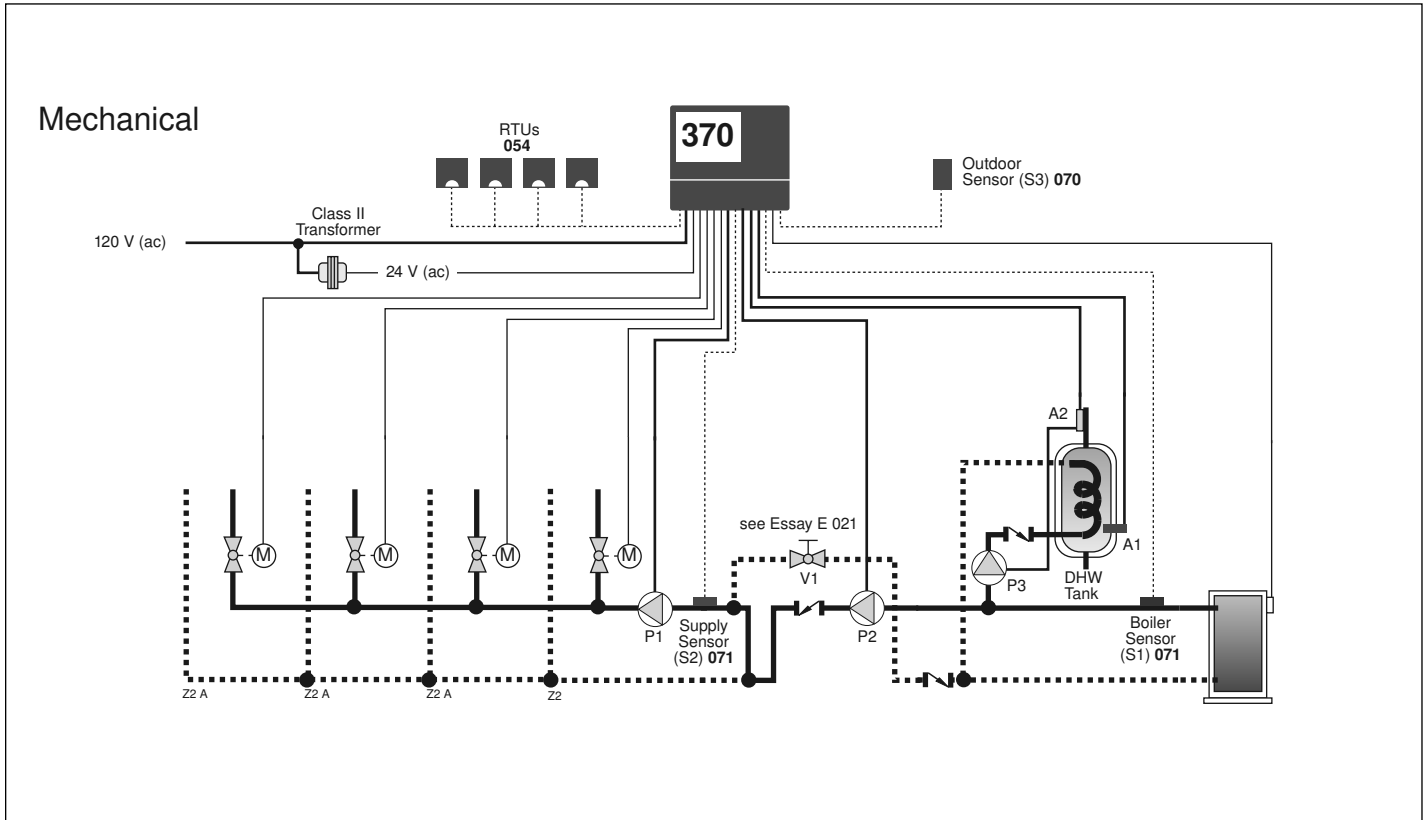 Mechanical
RTUs
054
370
Outdoor
Sensor (S3) 070
Class II
Transformer
120 V (ac)
24 V (ac)
A2
see Essay E 021
M
M
M
M
V1
A1
P3
DHW
Tank
P1
Supply
Sensor
(S2) 071
P2
Boiler
Sensor
(S1) 071
Z2 A
Z2 A
Z2 A
Z2